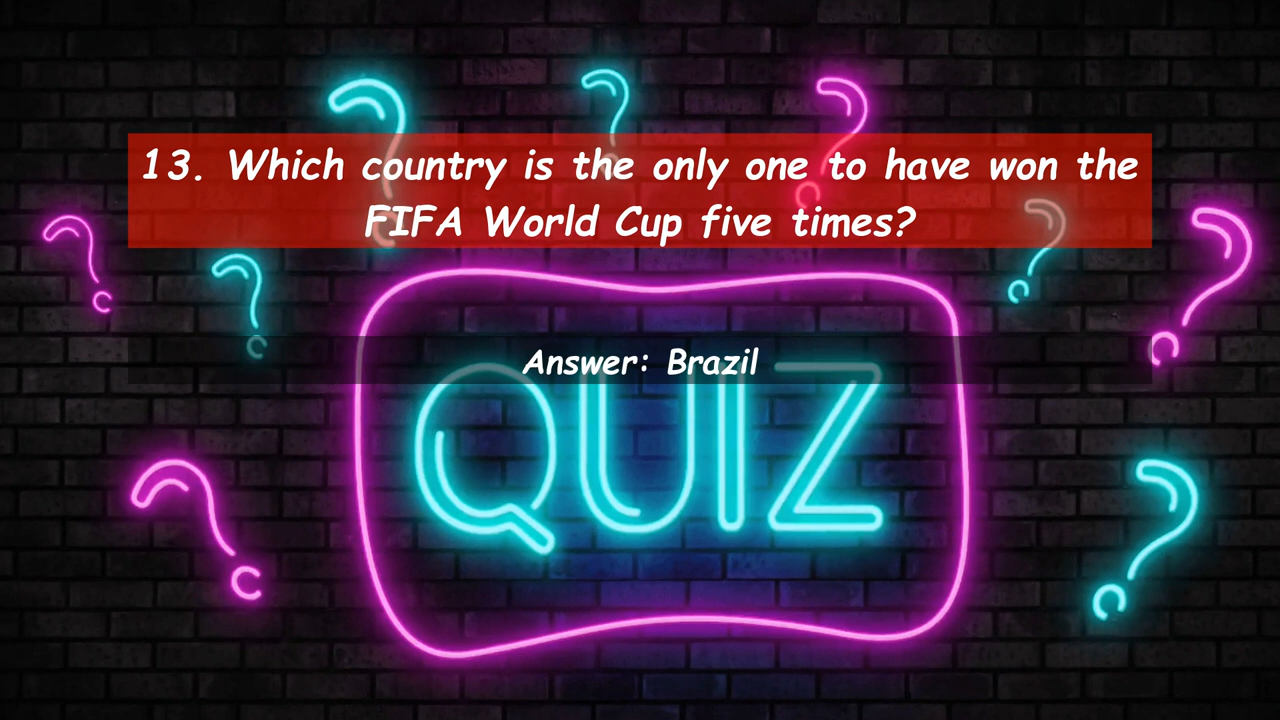 13. Which country is the only one to have won the
FIFA World Cup five times?
Answer: Brazil
QUIZ